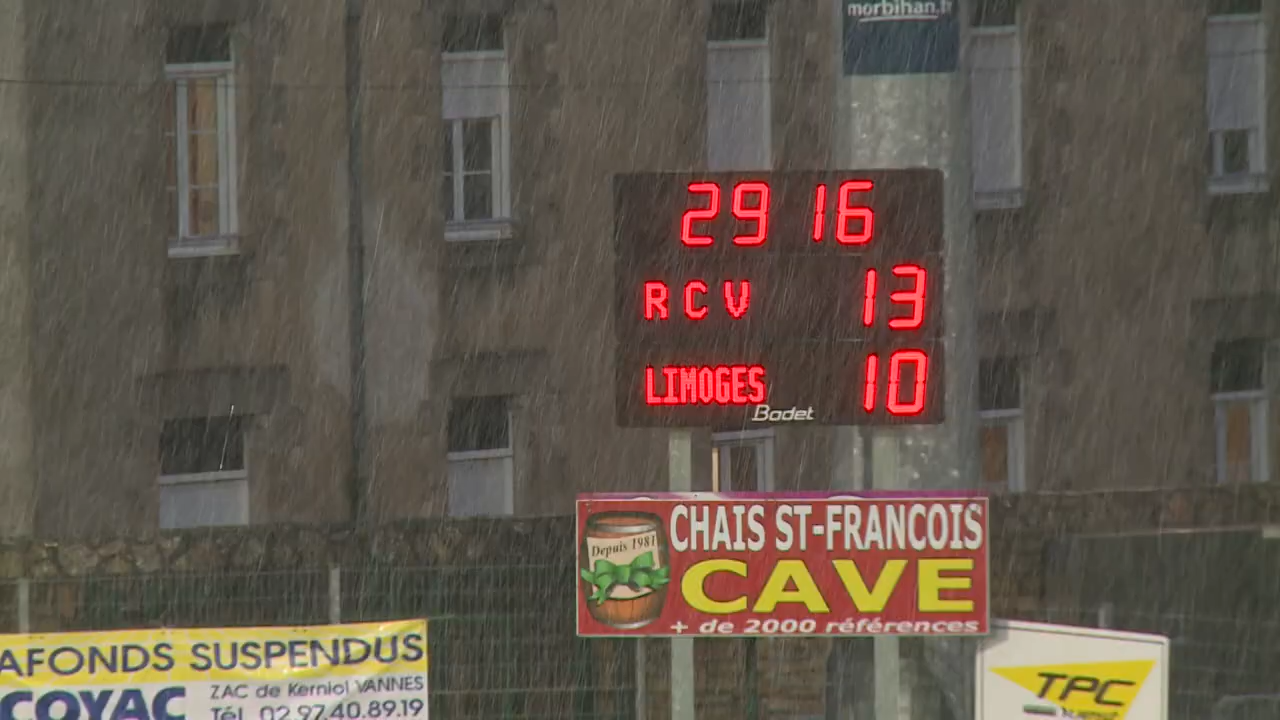 morbihan.fr
29 16
RCV 13
LIMOGES 10
Bodet
CHAIS ST-FRANCOIS
Depuis 1981
CAVE
+ de 2000 références
AFONDS SUSPENDUS
COYAC
ZAC de Kerniol VANNES
Tél. 02.97.40.89.19
TPC